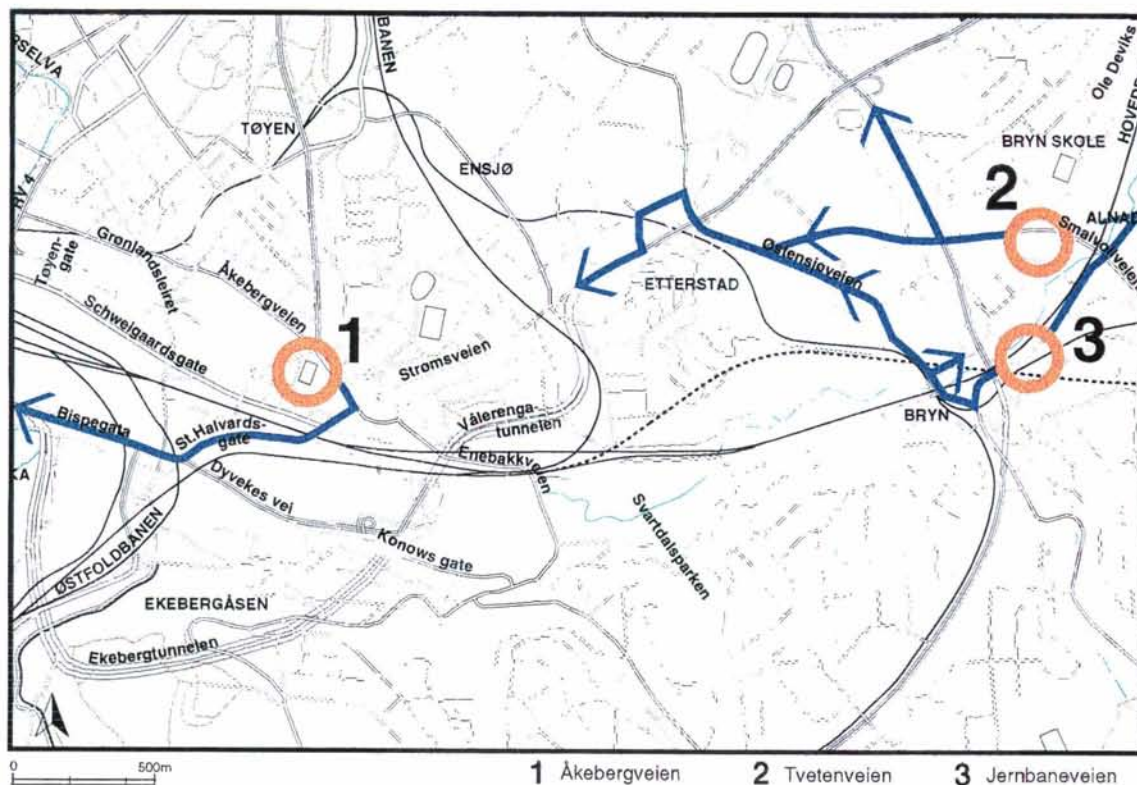 RSELVA
BANEN
TØYEN
ENSJØ
BRYN SKOLE
Ole Deviks
HOVEDB
RV 4
Tøyen-
gate
Grønlandsleiret
Åkebergveien
Schweigaardsgate
1
Strømsveien
ETTERSTAD
Østensjøveien
2
ALNAB
Smalvollveien
3
BRYN
Bispegata
St.Halvards-
gate
Dyvekes vei
Vålerenga-
tunnelen
Enebakkveien
KA
ØSTFOLDBANEN
Konows gate
Svartdalsparken
EKEBERGÅSEN
Ekebergtunnelen
0 500m
1 Åkebergveien 2 Tvetenveien 3 Jernbaneveien